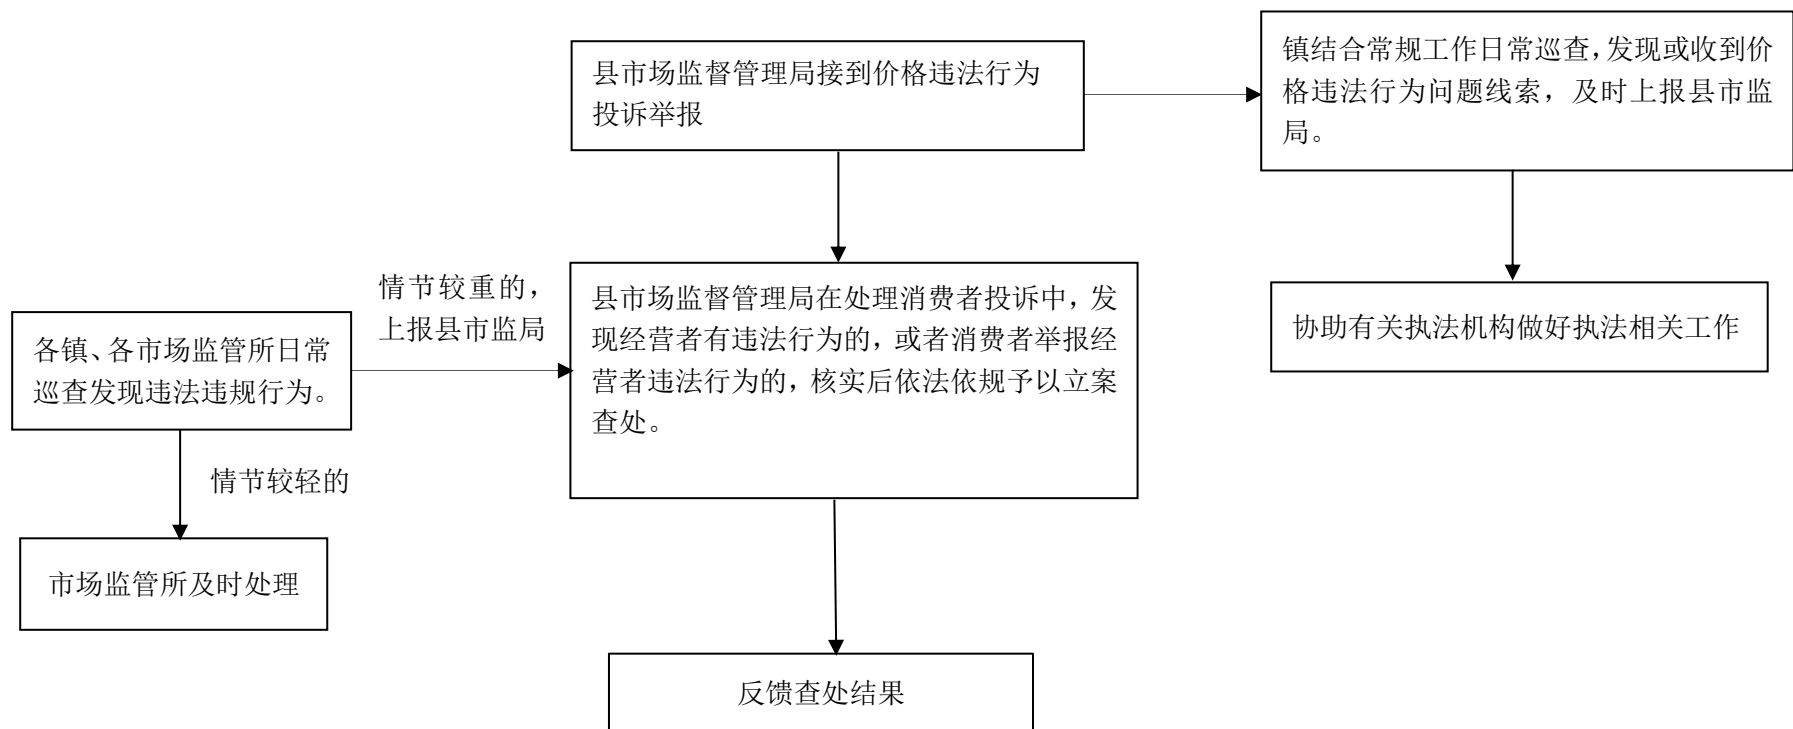 县市场监督管理局接到价格违法行为
投诉举报
镇结合常规工作日常巡查，发现或收到价
格违法行为问题线索，及时上报县市监
局。
情节较重的，
上报县市监局
各镇、各市场监管所日常
巡查发现违法违规行为。
县市场监督管理局在处理消费者投诉中，发
现经营者有违法行为的，或者消费者举报经
营者违法行为的，核实后依法依规予以立案
查处。
协助有关执法机构做好执法相关工作
情节较轻的
市场监管所及时处理
反馈查处结果